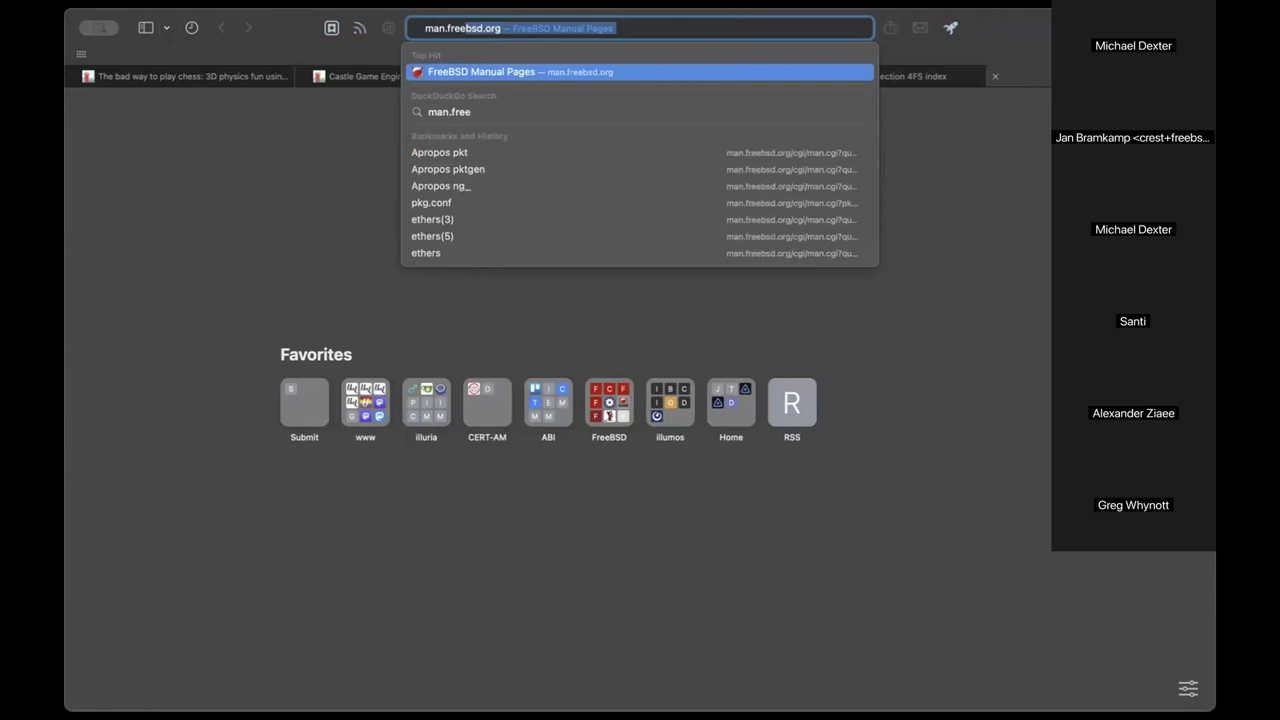 man.freebsd.org — FreeBSD Manual Pages
Top Hit
FreeBSD Manual Pages — man.freebsd.org
DuckDuckGo Search
man.free
Bookmarks and History
Apropos pkt man.freebsd.org/cgi/man.cgi?qu...
Apropos pktgen man.freebsd.org/cgi/man.cgi?qu...
Apropos ng_ man.freebsd.org/cgi/man.cgi?qu...
pkg.conf man.freebsd.org/cgi/man.cgi?pk...
ethers(3) man.freebsd.org/cgi/man.cgi?qu...
ethers(5) man.freebsd.org/cgi/man.cgi?qu...
ethers man.freebsd.org/cgi/man.cgi?qu...
The bad way to play chess: 3D physics fun usin...
Castle Game Engin
ection 4FS index
Favorites
Submit
www
illuria
CERT-AM
ABI
FreeBSD
illumos
Home
R
RSS
Michael Dexter
Jan Bramkamp <crest+freebs...
Michael Dexter
Santi
Alexander Ziaee
Greg Whynott